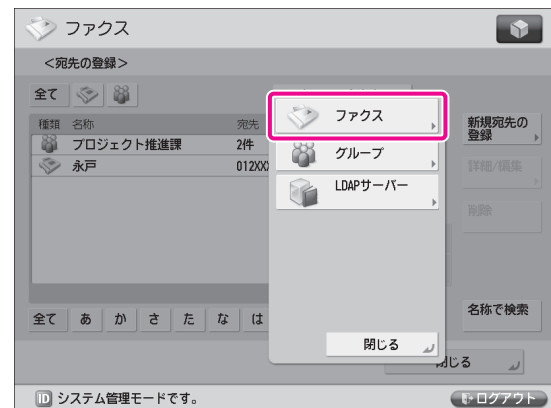 ファクス
<宛先の登録>
全て
種類 名称 宛先
プロジェクト推進課 2件
永戸 012XXX
ファクス
グループ
LDAPサーバー
閉じる
新規宛先の
登録
詳細/編集
削除
名称で検索
全て あ か さ た な は
閉じる
ID システム管理モードです。
ログアウト